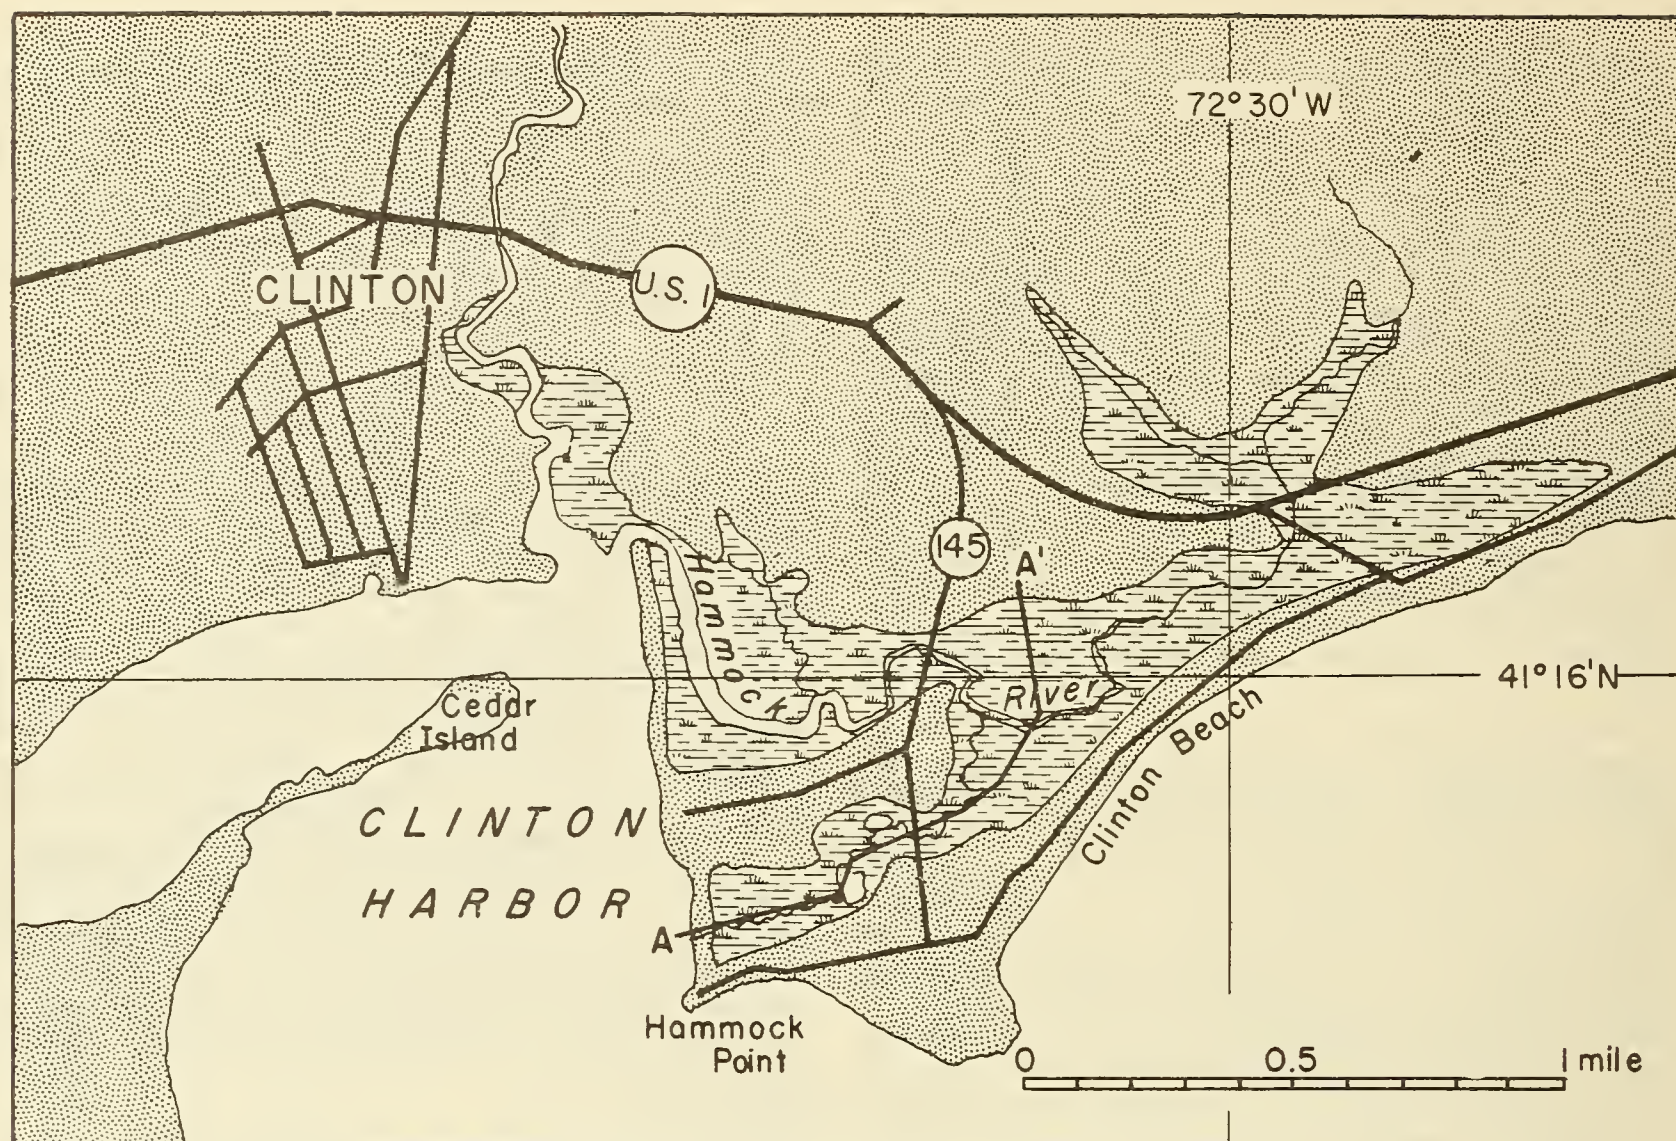 72°30'W
CLINTON
U.S. 1
145
A'
Hammock
River
41°16'N
Cedar
Island
Clinton Beach
CLINTON
HARBOR
A
Hammock
Point
0 0.5 1 mile